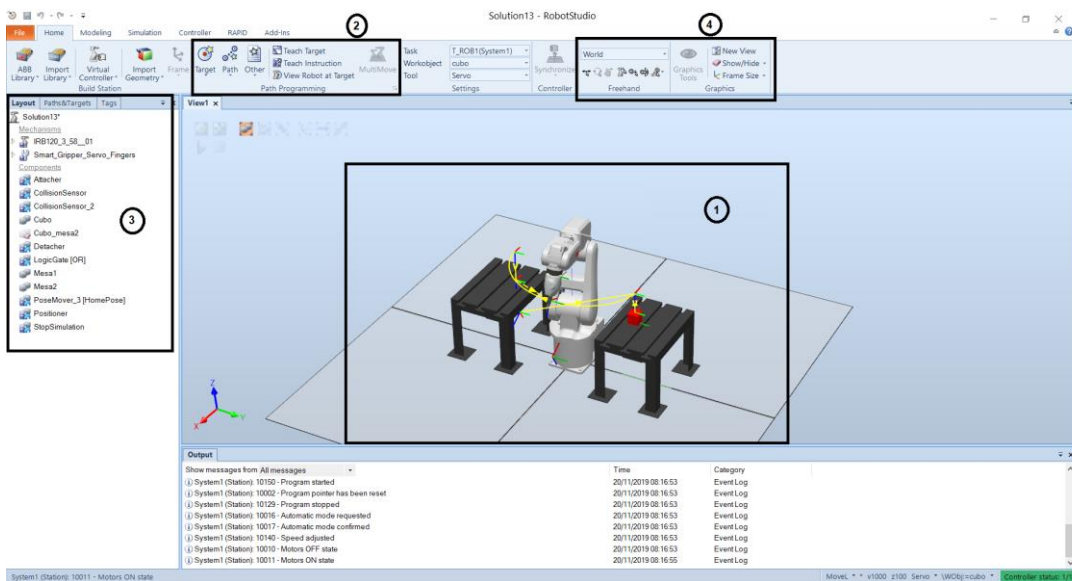 Solution13 - RobotStudio
2
4
File Home Modeling Simulation Controller RAPID Add-Ins
ABB Library
Import Library
Virtual Controller
Import Geometry
Frame
Build Station
Target
Path
Other
Teach Target
Teach Instruction
View Robot at Target
MultiMove
Path Programming
Task T_ROB1(System1)
Workobject cubo
Tool Servo
Settings
Synchronize
Controller
World
Freehand
Graphics Tools
New View
Show/Hide
Frame Size
Graphics
Layout Paths&Targets Tags
View1
Solution13*
Mechanisms
IRB120_3_58__01
Smart_Gripper_Servo_Fingers
Components
Attacher
CollisionSensor
CollisionSensor_2
Cubo
Cubo_mesa2
Detacher
LogicGate [OR]
Mesa1
Mesa2
PoseMover_3 [HomePose]
Positioner
StopSimulation
3
1
Z
Y
X
Output
Show messages from All messages Time Category
System1 (Station): 10150 - Program started 20/11/2019 08:16:53 Event Log
System1 (Station): 10002 - Program pointer has been reset 20/11/2019 08:16:53 Event Log
System1 (Station): 10129 - Program stopped 20/11/2019 08:16:53 Event Log
System1 (Station): 10016 - Automatic mode requested 20/11/2019 08:16:53 Event Log
System1 (Station): 10017 - Automatic mode confirmed 20/11/2019 08:16:53 Event Log
System1 (Station): 10140 - Speed adjusted 20/11/2019 08:16:53 Event Log
System1 (Station): 10010 - Motors OFF state 20/11/2019 08:16:53 Event Log
System1 (Station): 10011 - Motors ON state 20/11/2019 08:16:55 Event Log
System1 (Station): 10011 - Motors ON state MoveL * * v1000 z100 Servo * \WObj:=cubo * Controller status: 1/1